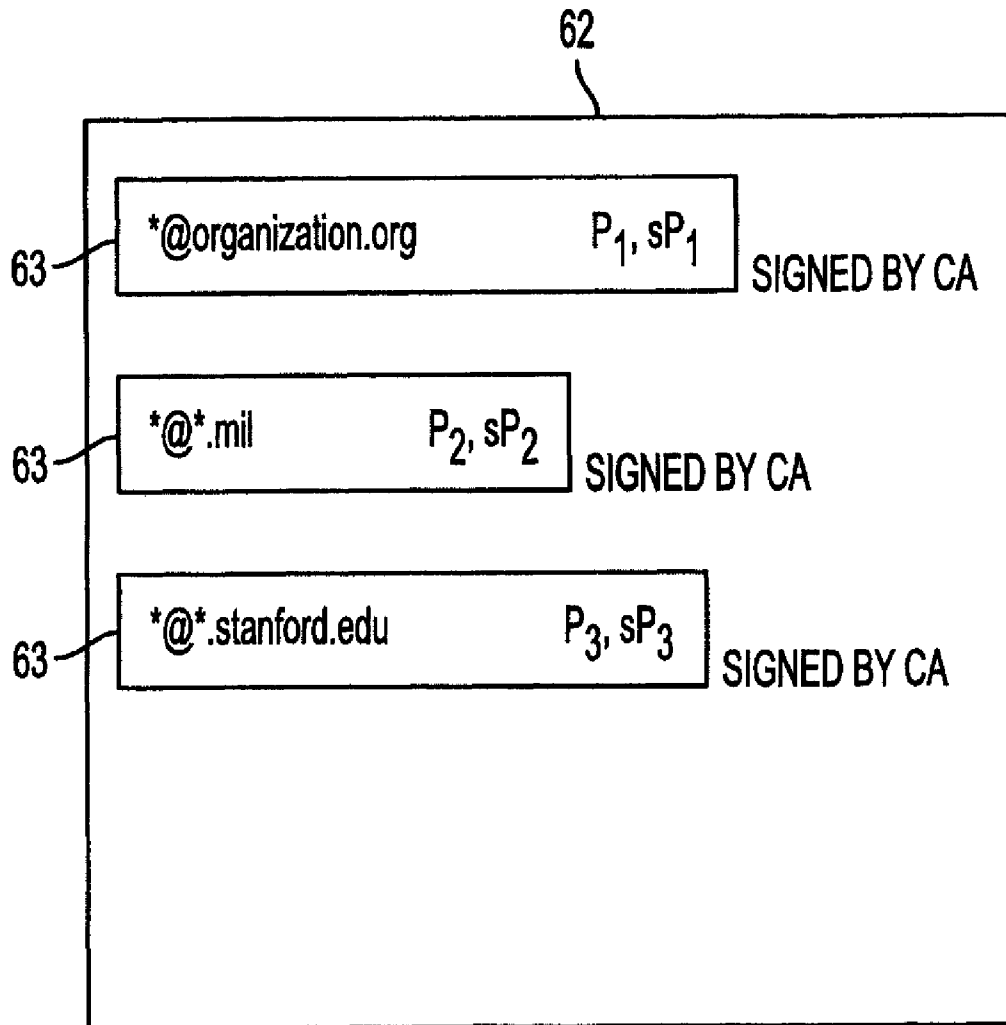 62
*@organization.org P1, sP1
63
SIGNED BY CA
*@*.mil P2, sP2
63
SIGNED BY CA
*@*.stanford.edu P3, sP3
63
SIGNED BY CA